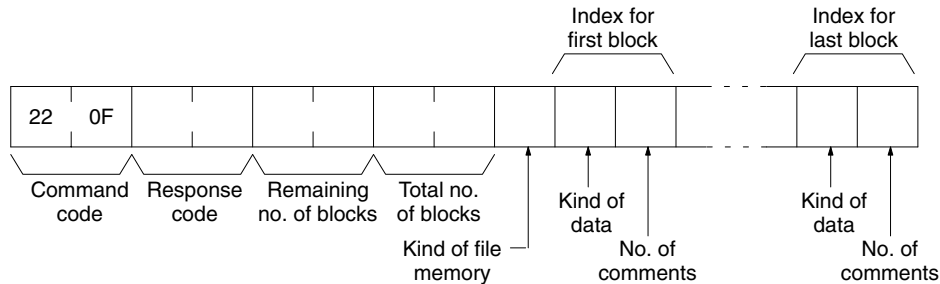 Index for
first block
Index for
last block
22 0F
Command
code
Response
code
Remaining
no. of blocks
Total no.
of blocks
Kind of file
memory
Kind of
data
No. of
comments
Kind of
data
No. of
comments